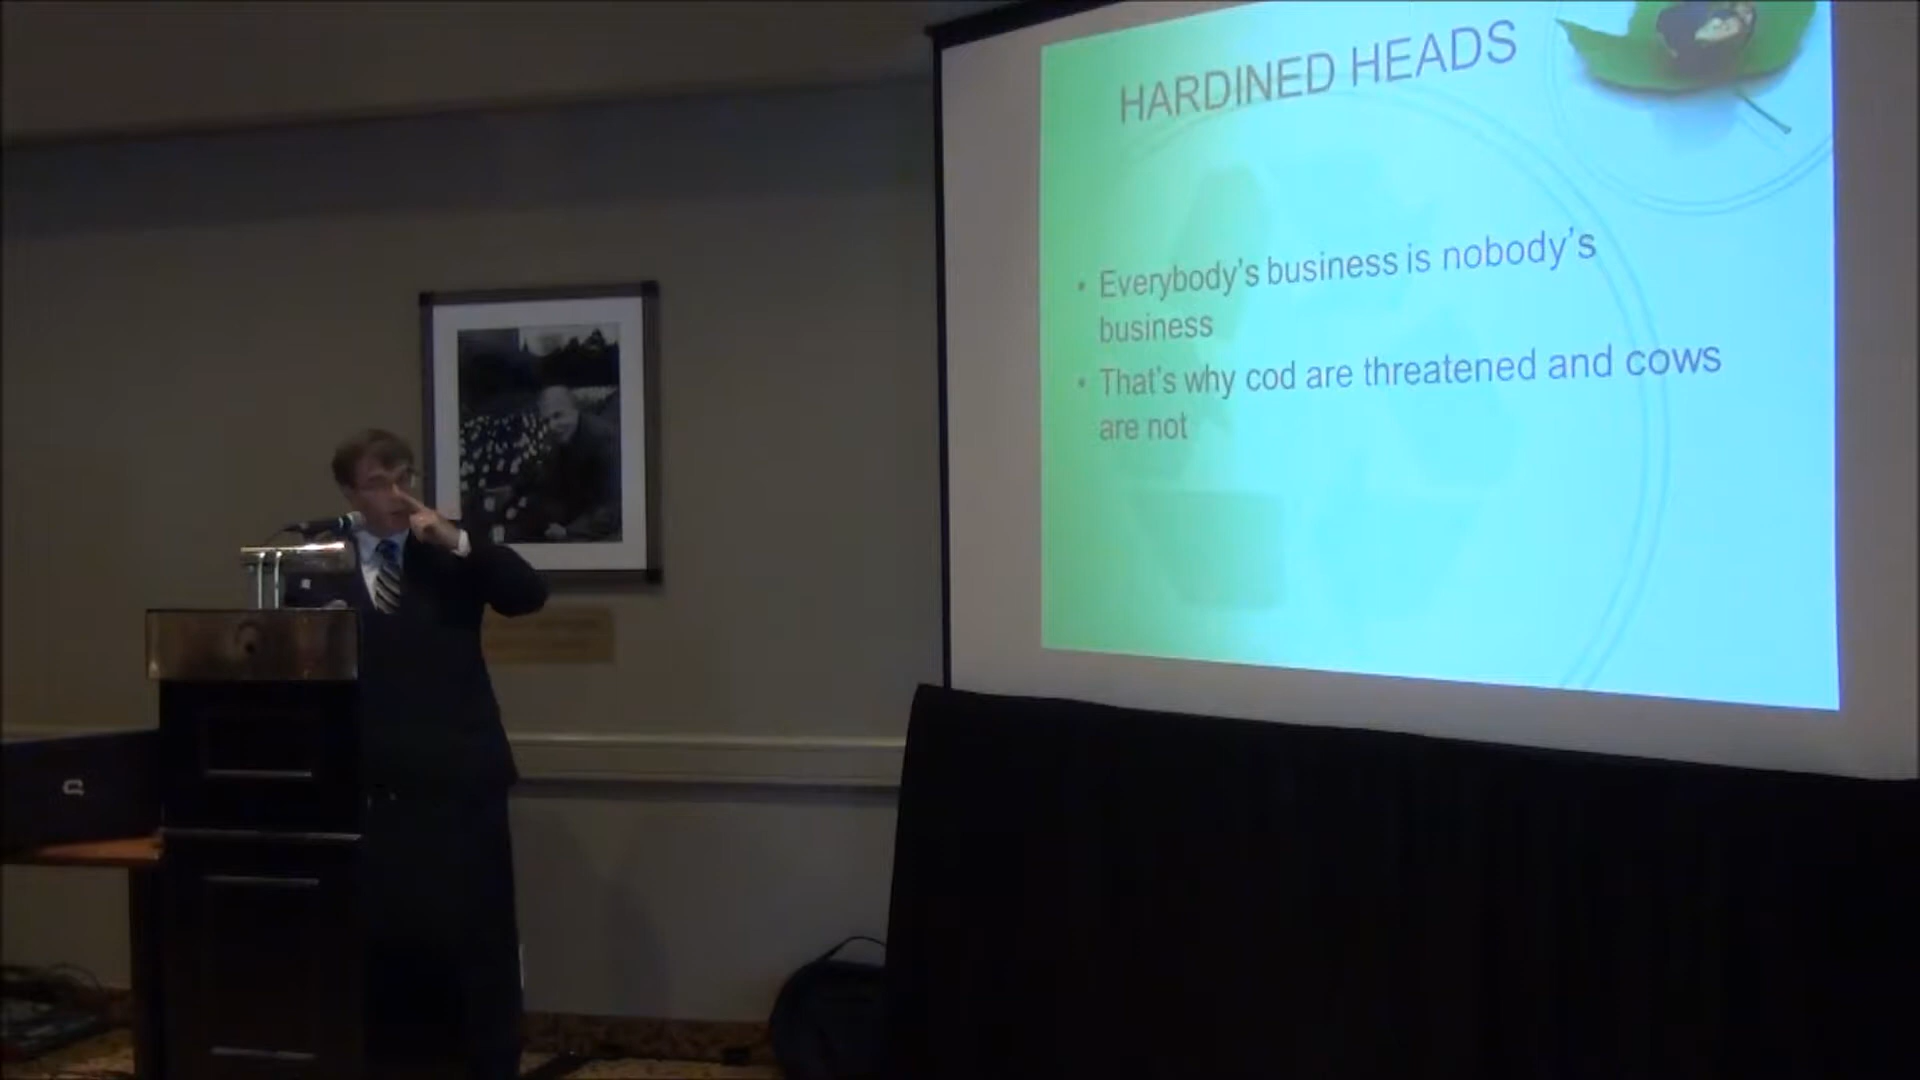 HARDINED HEADS
• Everybody's business is nobody's
business
• That's why cod are threatened and cows
are not